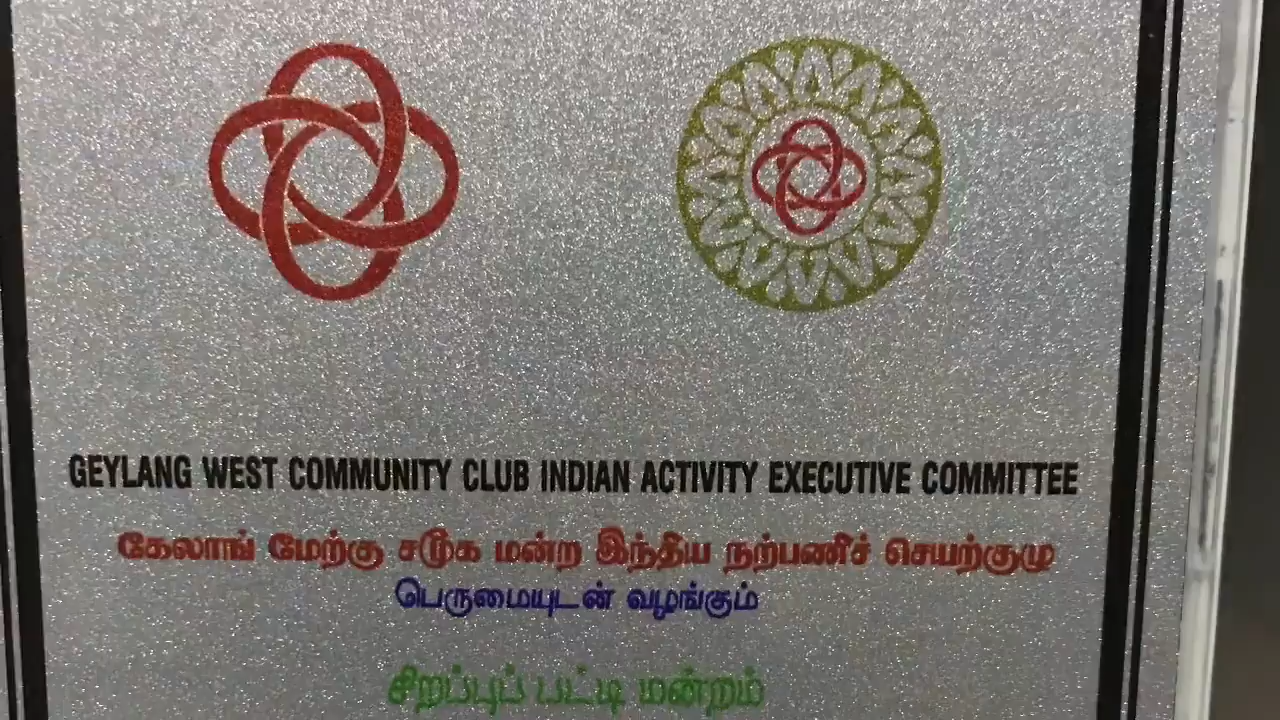 GEYLANG WEST COMMUNITY CLUB INDIAN ACTIVITY EXECUTIVE COMMITTEE
கேலாங் மேற்கு சமூக மன்ற இந்திய நற்பணிச் செயற்குழு
பெருமையுடன் வழங்கும்
சிறப்புப் பட்டி மன்றம்